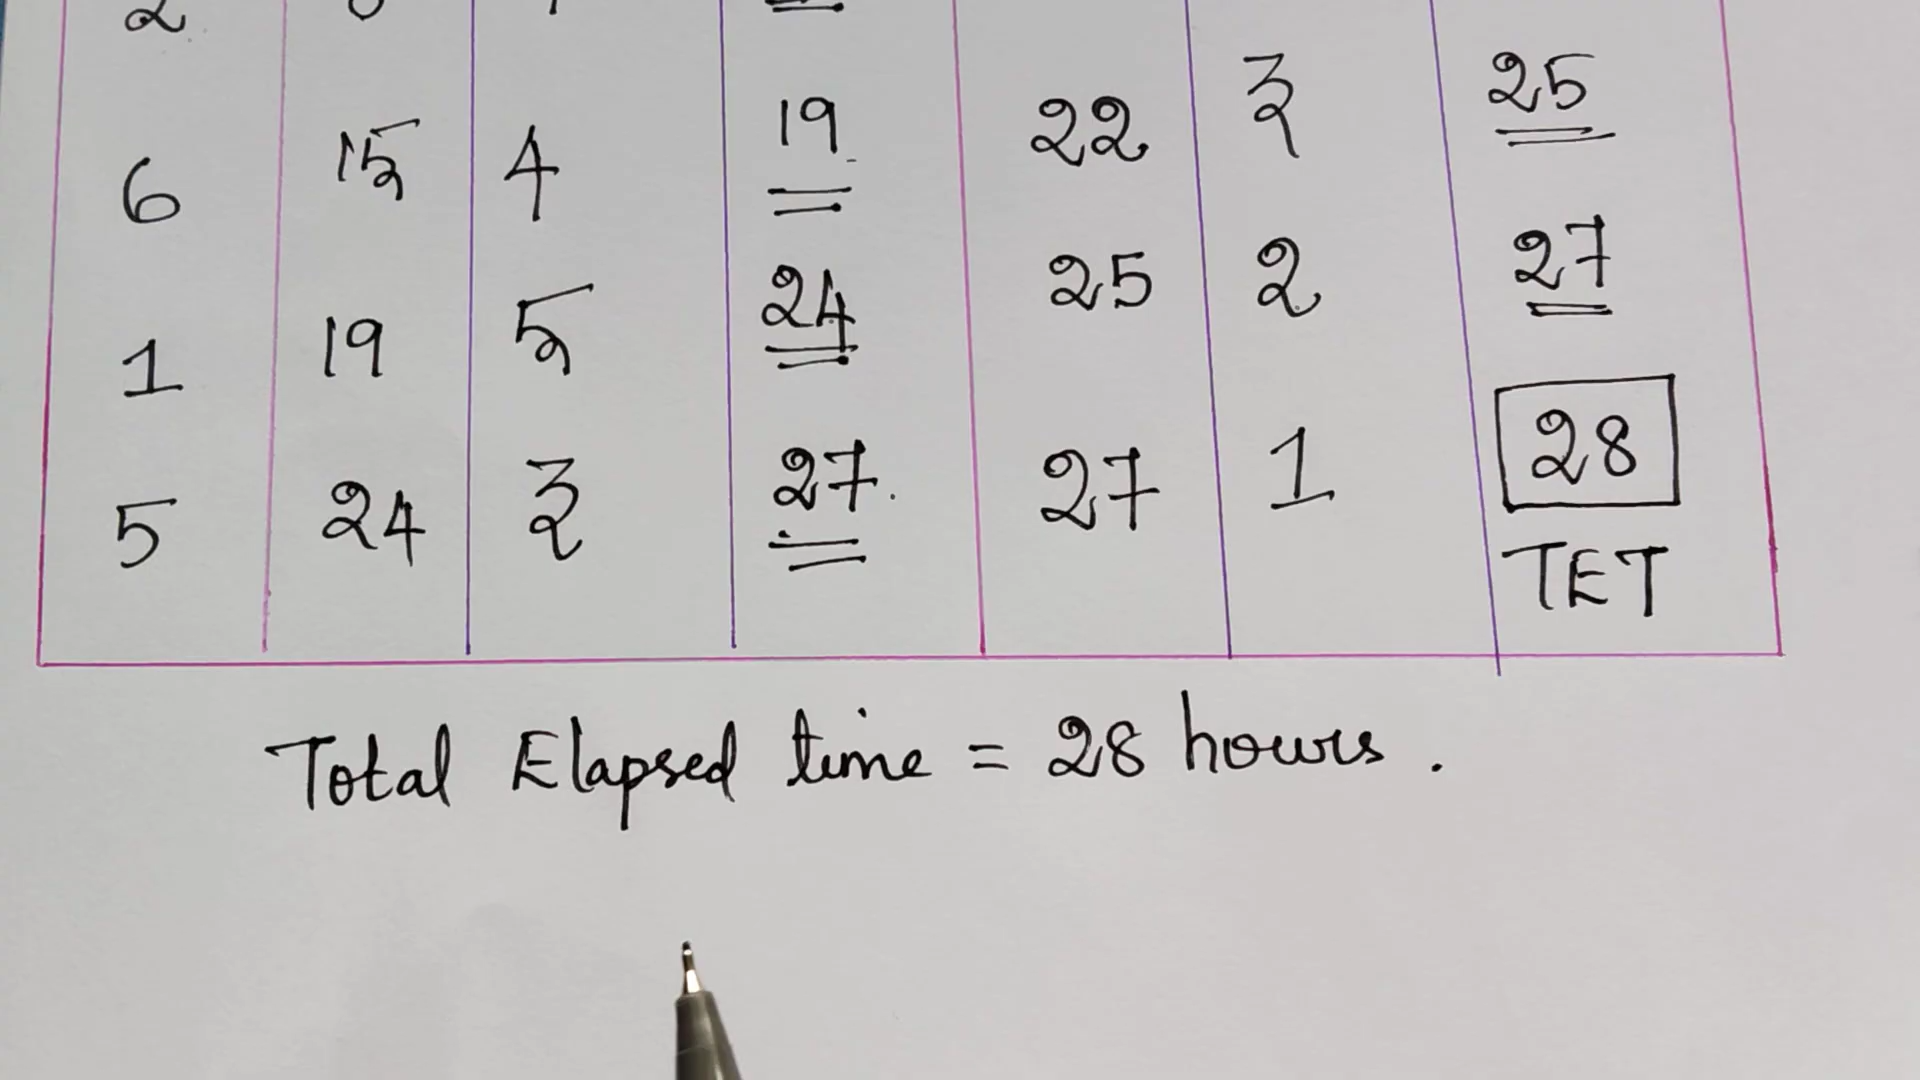 2
6 15 4 19 22 3 25
1 19 5 24 25 2 27
5 24 3 27 27 1 28
TET
Total Elapsed time = 28 hours.